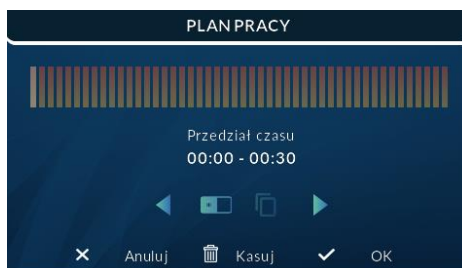 PLAN PRACY
Przedział czasu
00:00 - 00:30
Anuluj Kasuj OK